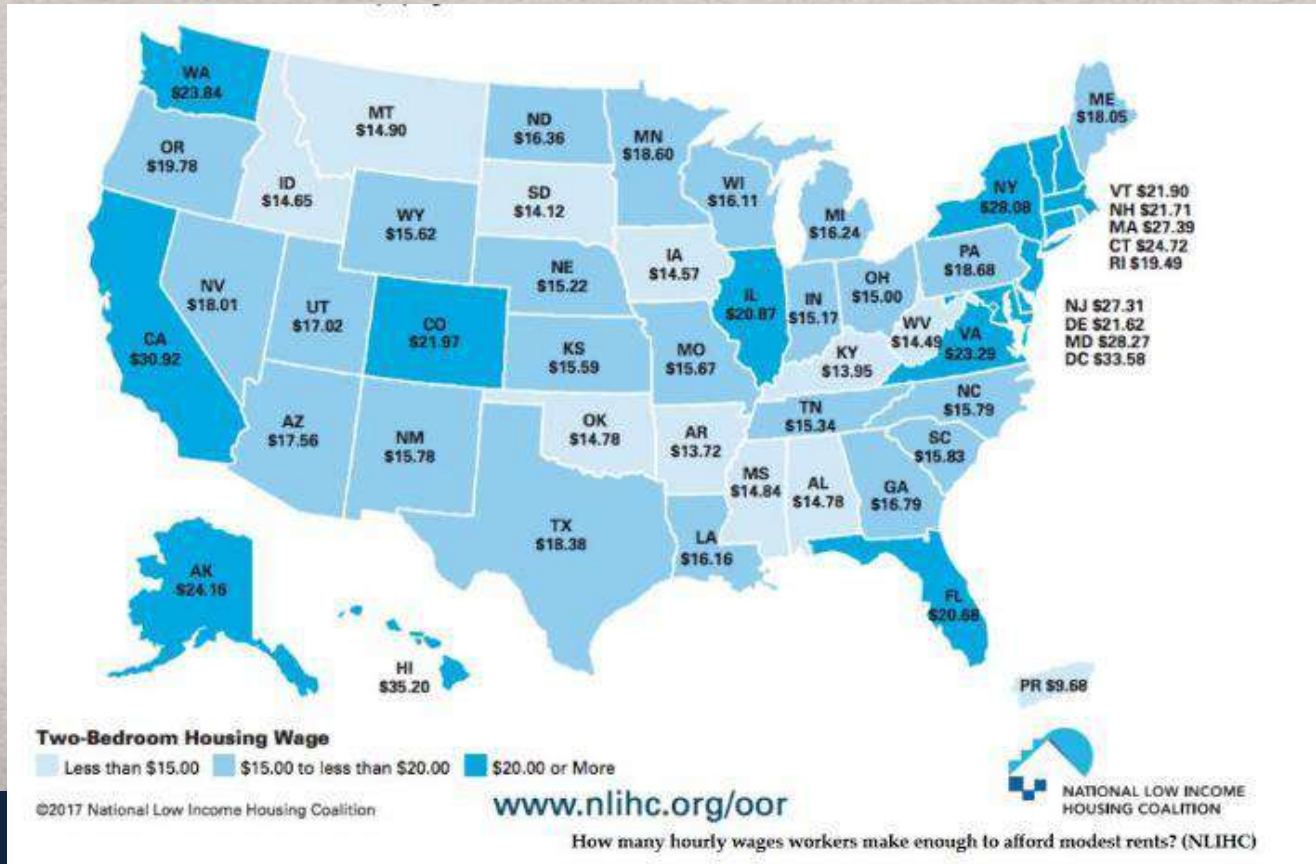 WA
$23.84
MT
$14.90
ND
$16.36
MN
$18.60
ME
$18.05
OR
$19.78
ID
$14.65
SD
$14.12
WI
$16.11
MI
$16.24
NY
$28.08
VT $21.90
NH $21.71
MA $27.39
CT $24.72
RI $19.49
WY
$15.62
IA
$14.57
PA
$18.68
NE
$15.22
NV
$18.01
UT
$17.02
CO
$21.97
IL
$20.87
IN
$15.17
OH
$15.00
NJ $27.31
DE $21.62
MD $28.27
DC $33.58
WV
$14.49
VA
$23.29
CA
$30.92
KS
$15.59
MO
$15.67
KY
$13.95
AZ
$17.56
NM
$15.78
OK
$14.78
AR
$13.72
TN
$15.34
NC
$15.79
SC
$15.83
MS
$14.84
AL
$14.78
GA
$16.79
TX
$18.38
LA
$16.16
AK
$24.16
FL
$20.68
HI
$35.20
PR $9.68
Two-Bedroom Housing Wage
Less than $15.00 $15.00 to less than $20.00 $20.00 or More
©2017 National Low Income Housing Coalition
www.nlihc.org/oor
NATIONAL LOW INCOME
HOUSING COALITION
How many hourly wages workers make enough to afford modest rents? (NLIHC)